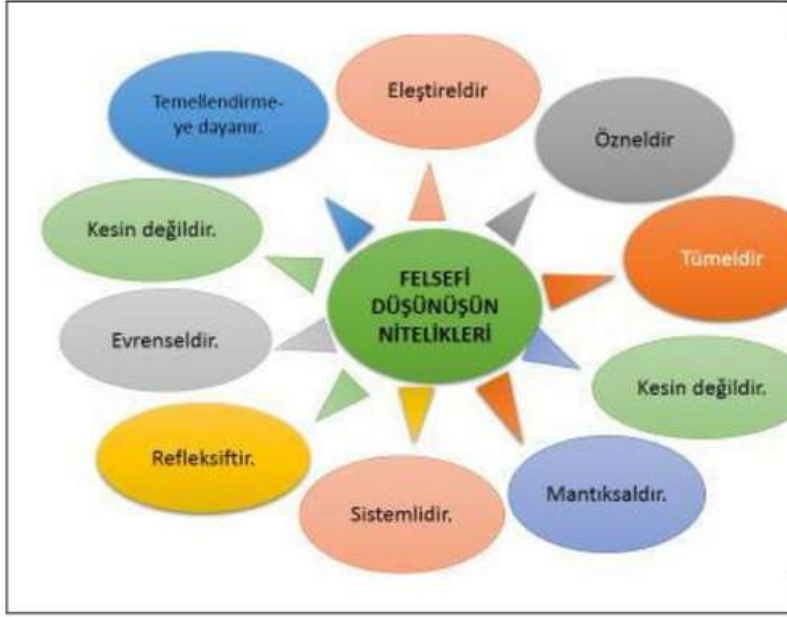 Eleştireldir
Temellendirme-
ye dayanır.
Özneldir
Kesin değildir.
Tümeldir
FELSEFİ
DÜŞÜNÜŞÜN
NİTELİKLERİ
Evrenseldir.
Kesin değildir.
Refleksiftir.
Mantıksaldır.
Sistemlidir.